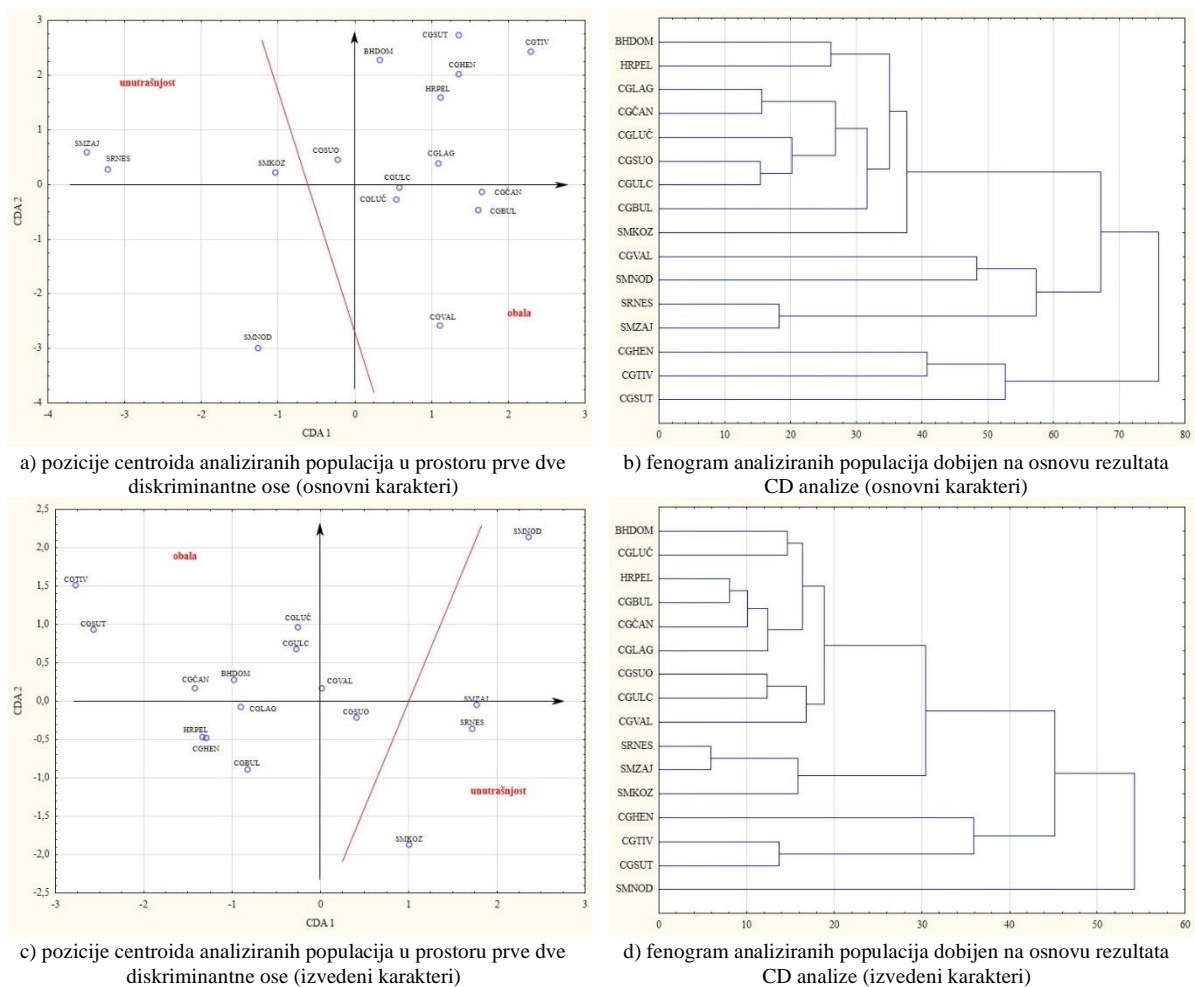 3
2
1
0
-1
-2
-3
-4
CDA 2
-4 -3 -2 -1 0 1 2 3
CDA 1
unutrašnjost
obala
CGSUT
CGTIV
BHDOM
CGHEN
HRPEL
SMZAJ
SRNES
SMKOZ
CGSUO
CGLAG
CGULC
CGČAN
CGLUČ
CGBUL
CGVAL
SMNOD
BHDOM
HRPEL
CGLAG
CGČAN
CGLUČ
CGSUO
CGULC
CGBUL
SMKOZ
CGVAL
SMNOD
SRNES
SMZAJ
CGHEN
CGTIV
CGSUT
0 10 20 30 40 50 60 70 80
a) pozicije centroida analiziranih populacija u prostoru prve dve
diskriminantne ose (osnovni karakteri)
b) fenogram analiziranih populacija dobijen na osnovu rezultata
CD analize (osnovni karakteri)
2,5
2,0
1,5
1,0
0,5
0,0
-0,5
-1,0
-1,5
-2,0
-2,5
CDA 2
-3 -2 -1 0 1 2 3
CDA 1
obala
unutrašnjost
SMNOD
CGTIV
CGSUT
CGLUČ
CGULC
BHDOM
CGČAN
CGVAL
CGLAG
SMZAJ
CGSUO
SRNES
HRPEL
CGHEN
CGBUL
SMKOZ
BHDOM
CGLUČ
HRPEL
CGBUL
CGČAN
CGLAG
CGSUO
CGULC
CGVAL
SRNES
SMZAJ
SMKOZ
CGHEN
CGTIV
CGSUT
SMNOD
0 10 20 30 40 50 60
c) pozicije centroida analiziranih populacija u prostoru prve dve
diskriminantne ose (izvedeni karakteri)
d) fenogram analiziranih populacija dobijen na osnovu rezultata
CD analize (izvedeni karakteri)